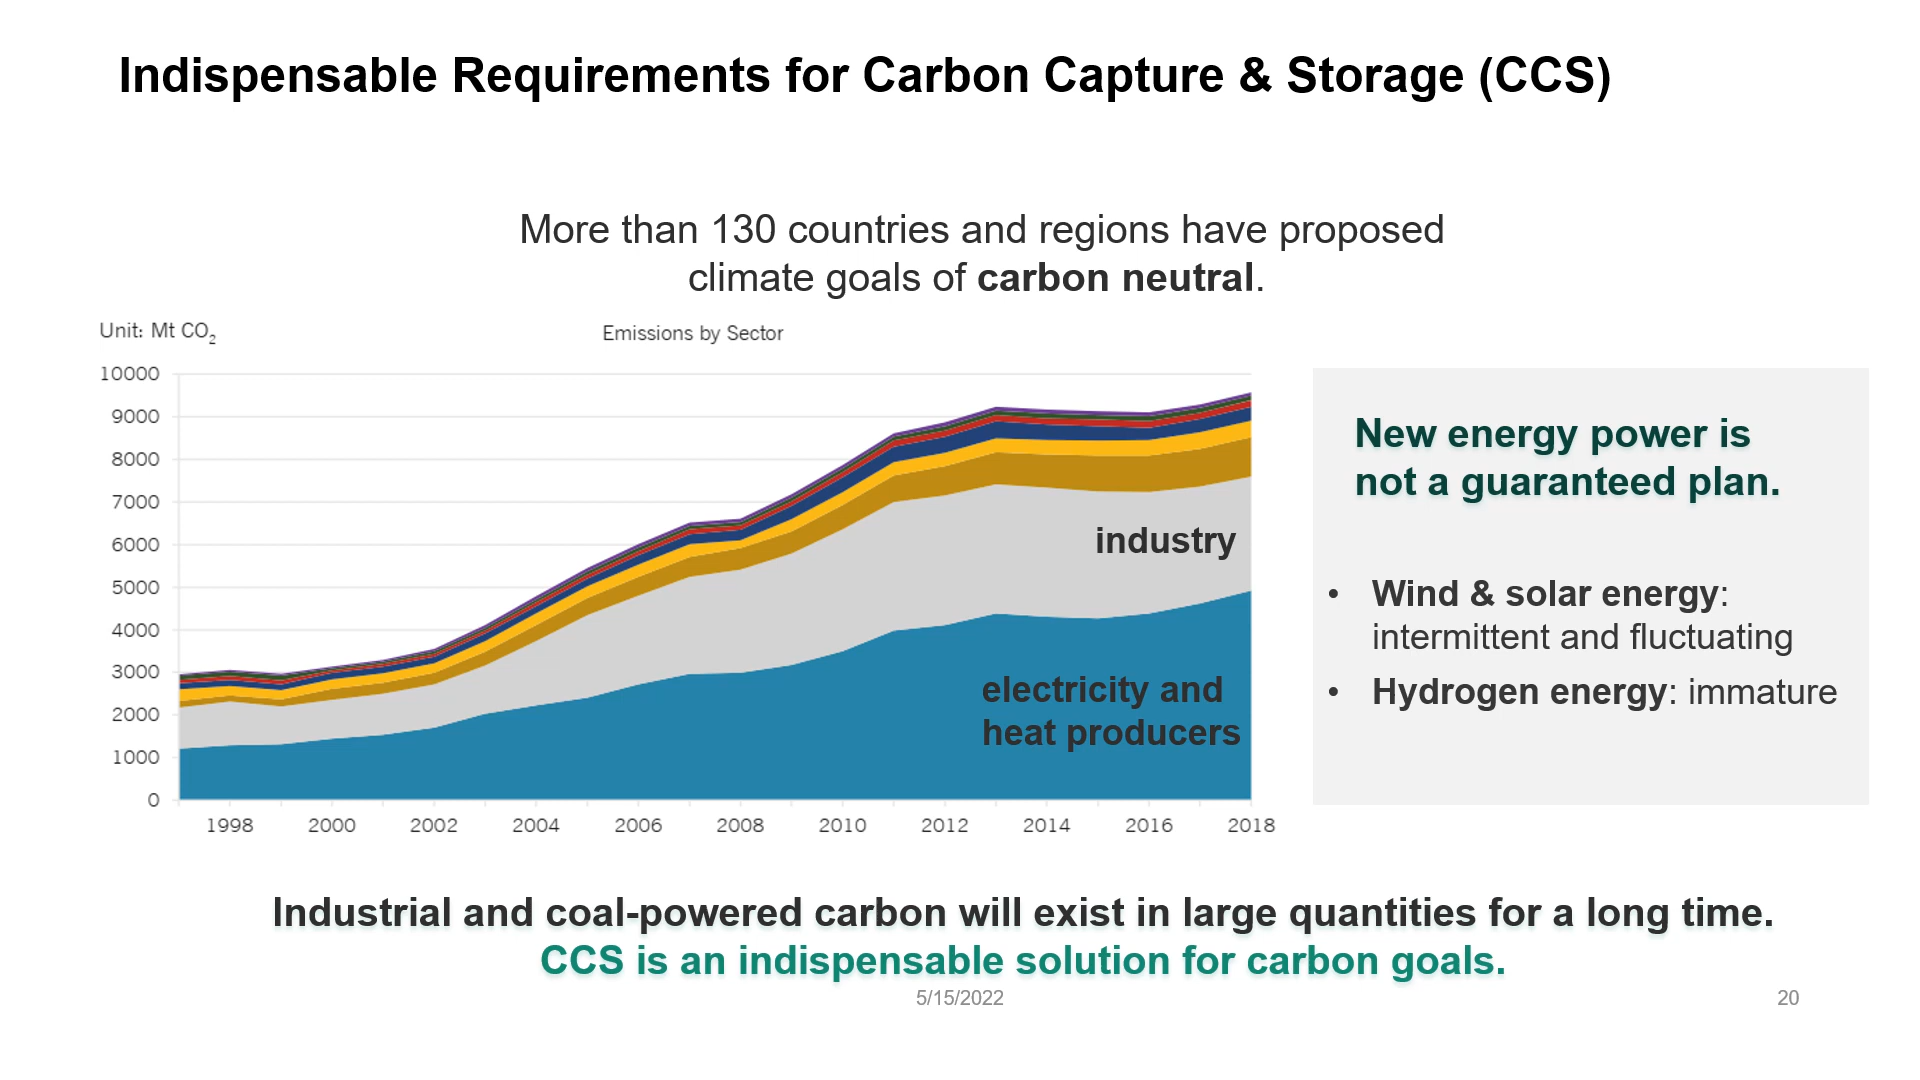 Indispensable Requirements for Carbon Capture & Storage (CCS)
More than 130 countries and regions have proposed
climate goals of carbon neutral.
Unit: Mt CO₂
Emissions by Sector
10000
9000
8000
7000
6000
5000
4000
3000
2000
1000
0
industry
electricity and
heat producers
1998 2000 2002 2004 2006 2008 2010 2012 2014 2016 2018
New energy power is
not a guaranteed plan.
• Wind & solar energy:
intermittent and fluctuating
• Hydrogen energy: immature
Industrial and coal-powered carbon will exist in large quantities for a long time.
CCS is an indispensable solution for carbon goals.
5/15/2022
20